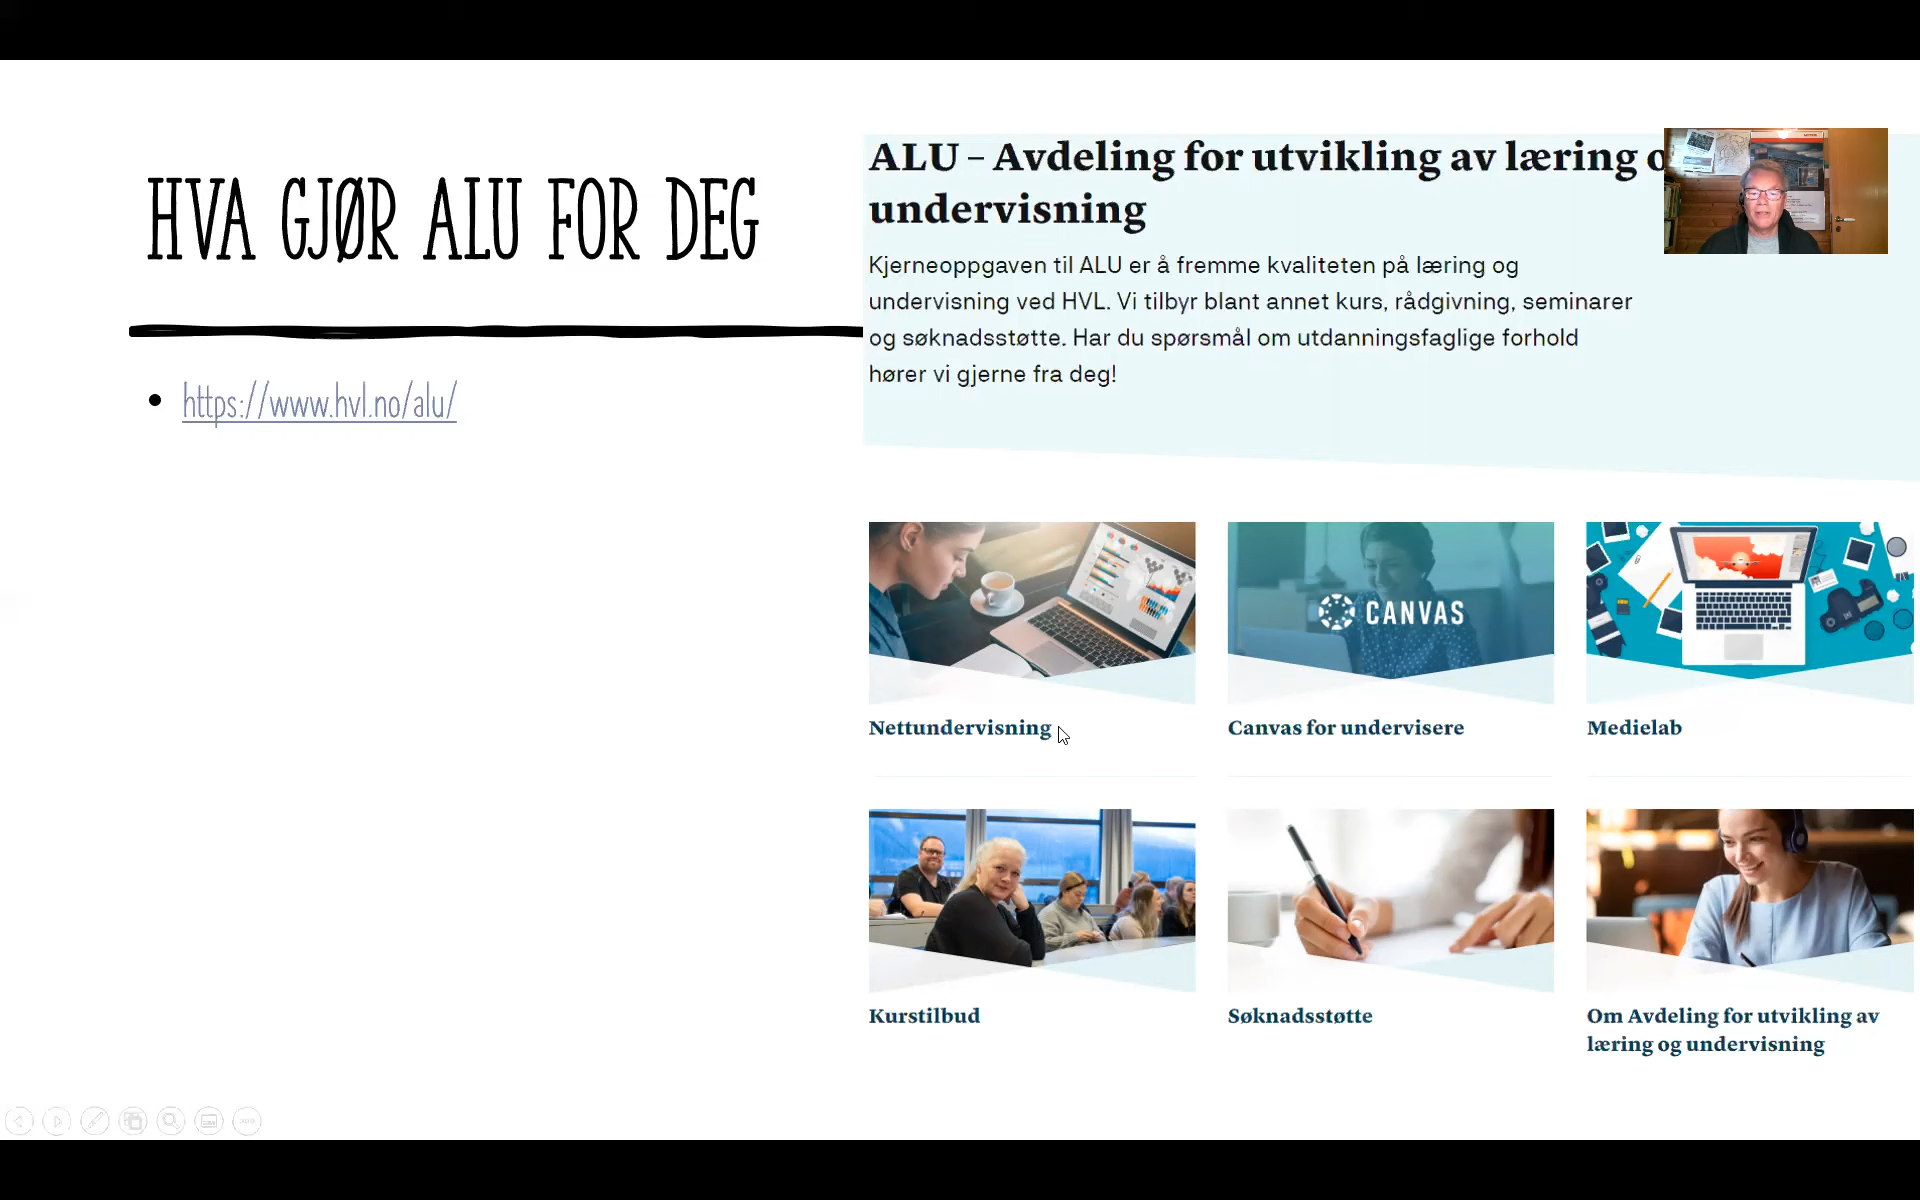 HVA GJØR ALU FOR DEG
https://www.hvl.no/alu/
ALU – Avdeling for utvikling av læring o
undervisning
Kjerneoppgaven til ALU er å fremme kvaliteten på læring og
undervisning ved HVL. Vi tilbyr blant annet kurs, rådgivning, seminarer
og søknadsstøtte. Har du spørsmål om utdanningsfaglige forhold
hører vi gjerne fra deg!
CANVAS
Nettundervisning
Canvas for undervisere
Medielab
Kurstilbud
Søknadsstøtte
Om Avdeling for utvikling av
læring og undervisning